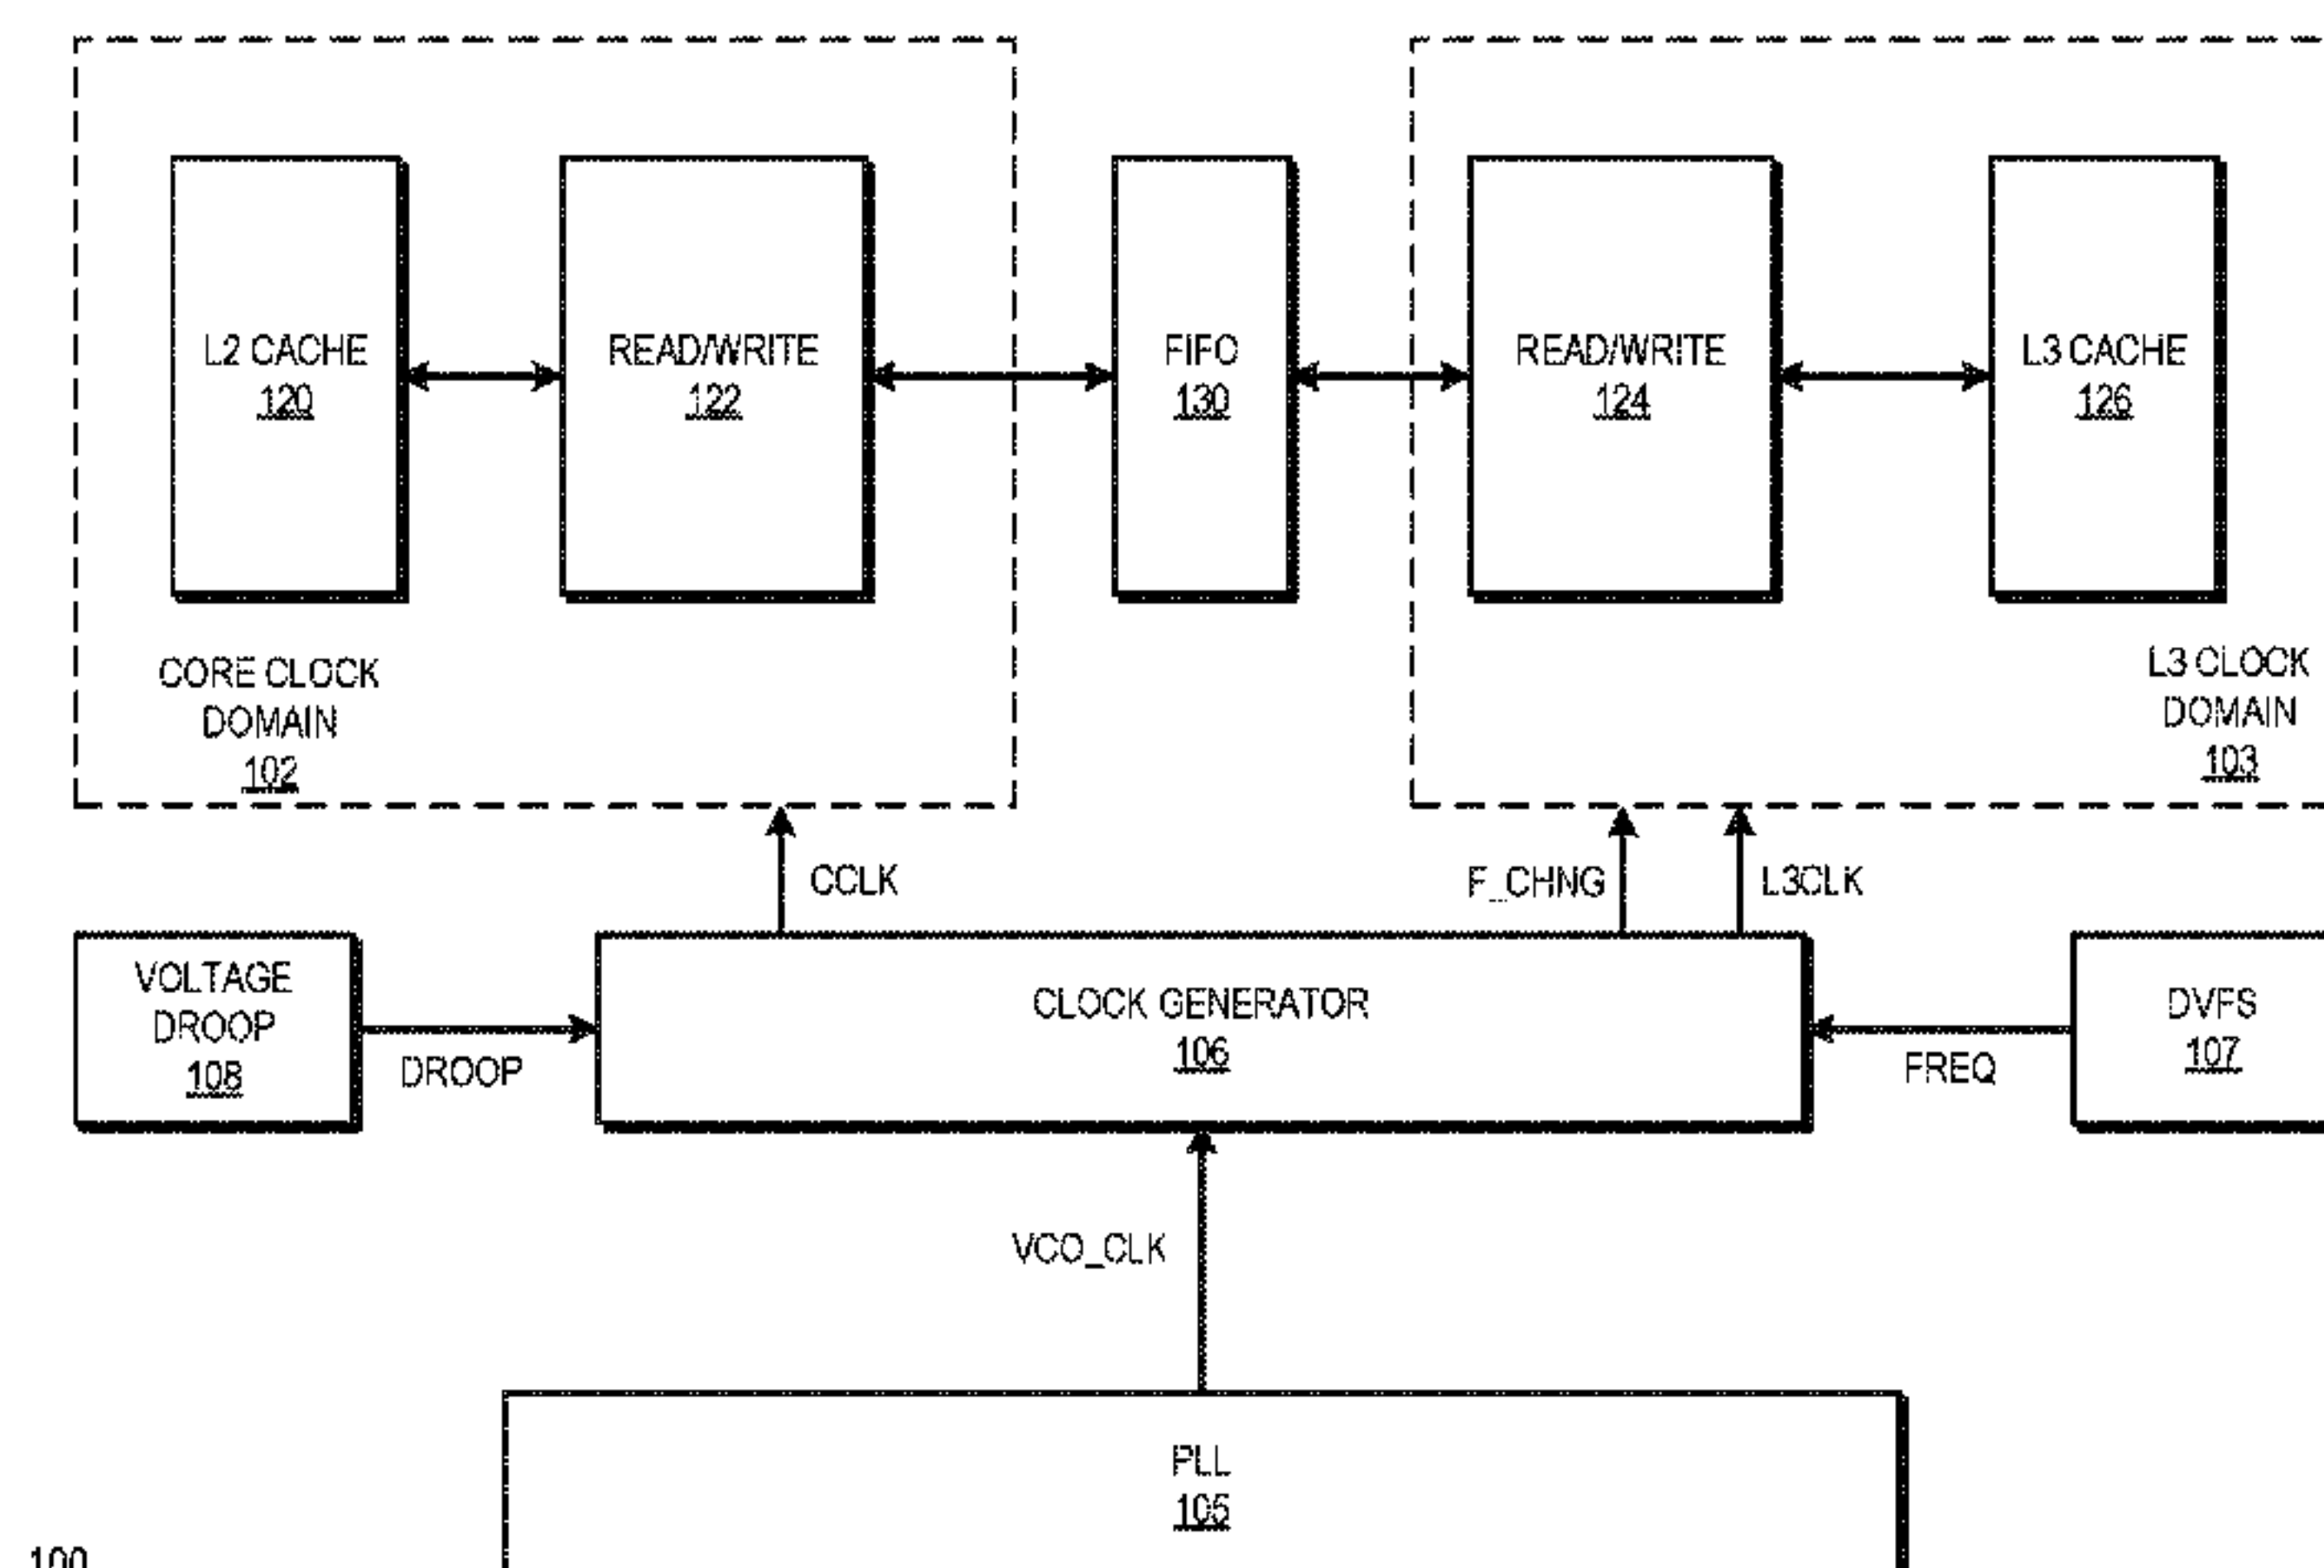 L2 CACHE
120
READ/WRITE
122
FIFO
130
READ/WRITE
124
L3 CACHE
126
CORE CLOCK
DOMAIN
102
L3 CLOCK
DOMAIN
103
CCLK
F_CHNG
L3CLK
VOLTAGE
DROOP
108
DROOP
CLOCK GENERATOR
106
FREQ
DVFS
107
VCO_CLK
PLL
105
100